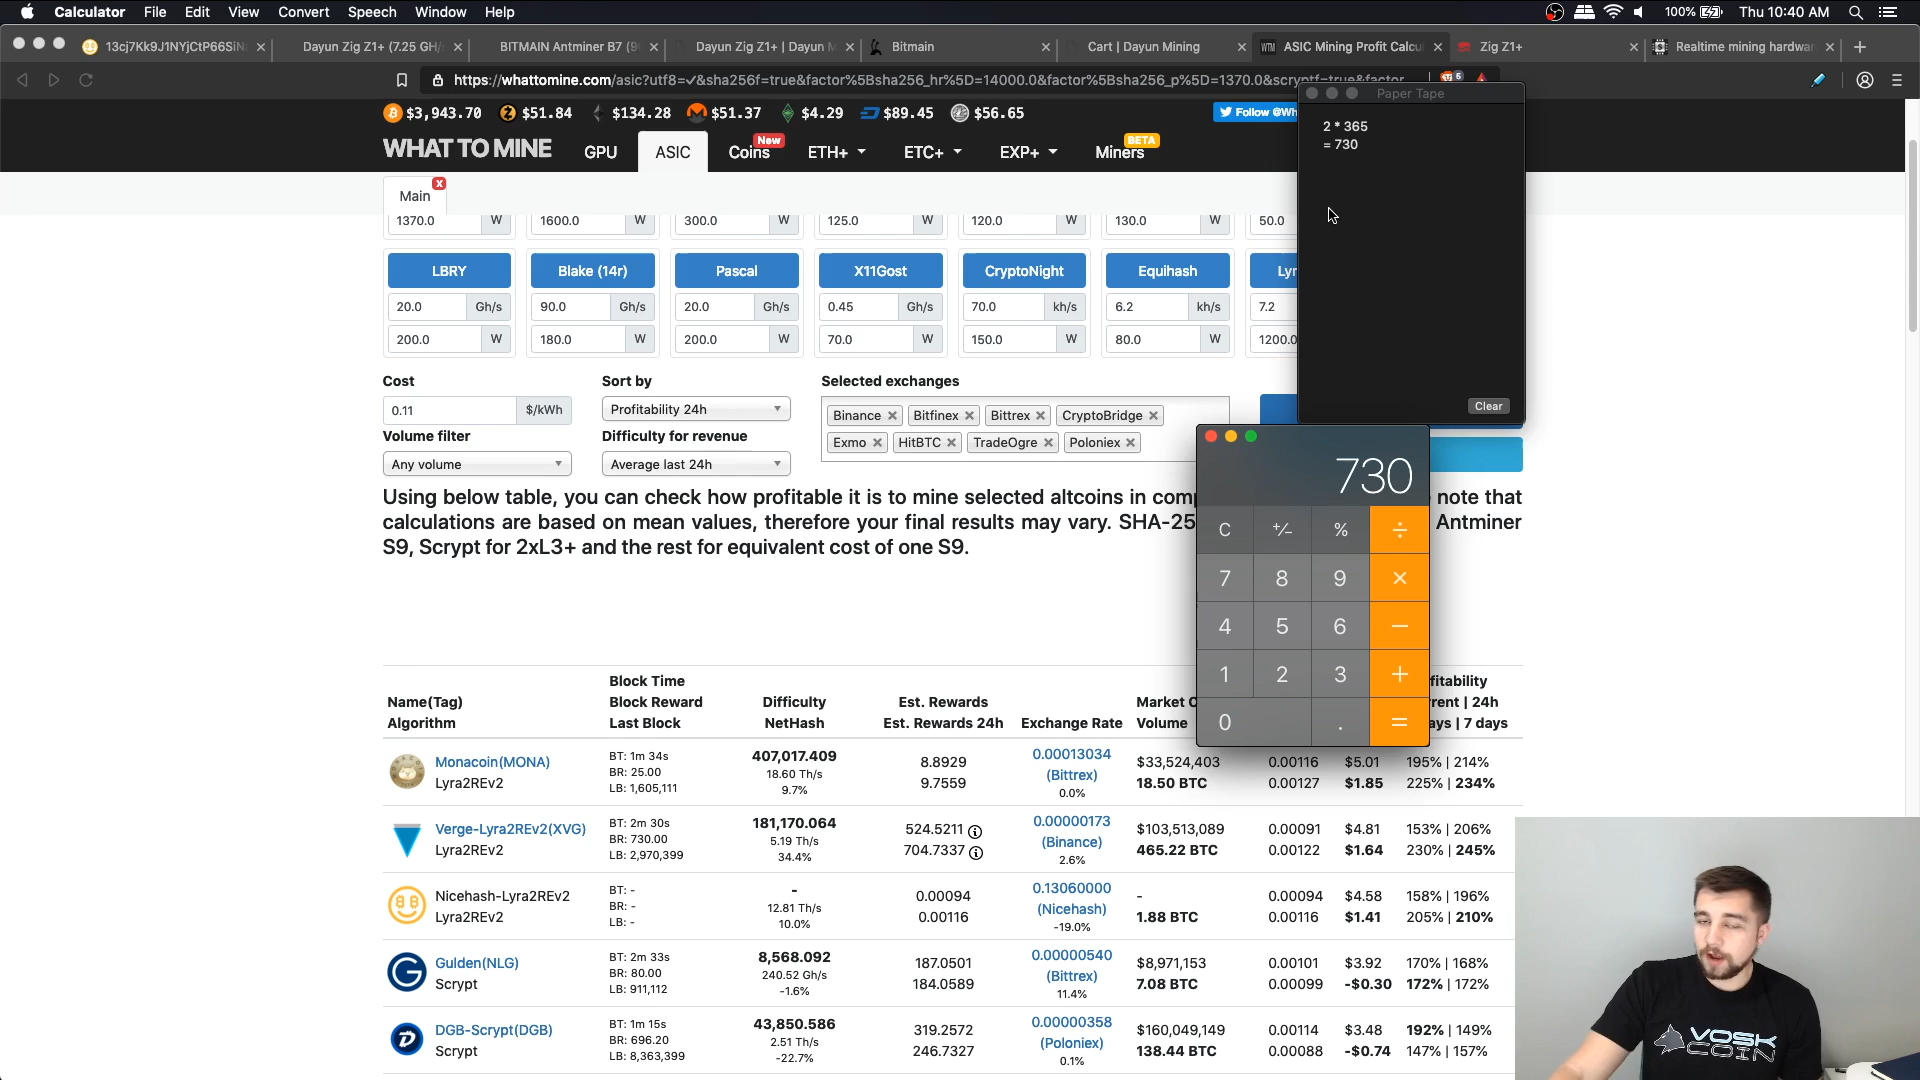 Calculator File Edit View Convert Speech Window Help
100% Thu 10:40 AM
13cj7Kk9J1NYjCtP66SiN
Dayun Zig Z1+ (7.25 GH/
BITMAIN Antminer B7 (9
Dayun Zig Z1+ | Dayun M
Bitmain
Cart | Dayun Mining
WTM ASIC Mining Profit Calcu
Zig Z1+
Realtime mining hardwar
https://whattomine.com/asic?utf8=✓&sha256f=true&factor%5Bsha256_hr%5D=14000.0&factor%5Bsha256_p%5D=1370.0&scryptf=true&factor
5
$3,943.70 $51.84 $134.28 $51.37 $4.29 $89.45 $56.65
Follow @Wh
WHAT TO MINE GPU ASIC Coins New ETH+ ETC+ EXP+ Miners BETA
Main x
1370.0 W 1600.0 W 300.0 W 125.0 W 120.0 W 130.0 W 50.0
LBRY Blake (14r) Pascal X11Gost CryptoNight Equihash Lyr
20.0 Gh/s 90.0 Gh/s 20.0 Gh/s 0.45 Gh/s 70.0 kh/s 6.2 kh/s 7.2
200.0 W 180.0 W 200.0 W 70.0 W 150.0 W 80.0 W 1200.0
Cost Sort by Selected exchanges
0.11 $/kWh Profitability 24h
Binance × Bitfinex × Bittrex × CryptoBridge ×
Volume filter Difficulty for revenue
Exmo × HitBTC × TradeOgre × Poloniex ×
Any volume Average last 24h
Using below table, you can check how profitable it is to mine selected altcoins in comp note that
calculations are based on mean values, therefore your final results may vary. SHA-25 Antminer
S9, Scrypt for 2xL3+ and the rest for equivalent cost of one S9.
Paper Tape
2 * 365
= 730
Clear
730
C +/− % ÷
7 8 9 ×
4 5 6 −
1 2 3 +
0 . =
Block Time fitability
Name(Tag) Block Reward Difficulty Est. Rewards Market C rrent | 24h
Algorithm Last Block NetHash Est. Rewards 24h Exchange Rate Volume ays | 7 days
Monacoin(MONA) BT: 1m 34s 407,017.409 8.8929 0.00013034 $33,524,403 0.00116 $5.01 195% | 214%
Lyra2REv2 BR: 25.00 18.60 Th/s 9.7559 (Bittrex) 18.50 BTC 0.00127 $1.85 225% | 234%
LB: 1,605,111 9.7% 0.0%
Verge-Lyra2REv2(XVG) BT: 2m 30s 181,170.064 524.5211 0.00000173 $103,513,089 0.00091 $4.81 153% | 206%
Lyra2REv2 BR: 730.00 5.19 Th/s 704.7337 (Binance) 465.22 BTC 0.00122 $1.64 230% | 245%
LB: 2,970,399 34.4% 2.6%
Nicehash-Lyra2REv2 BT: - - 0.00094 0.13060000 - 0.00094 $4.58 158% | 196%
Lyra2REv2 BR: - 12.81 Th/s 0.00116 (Nicehash) 1.88 BTC 0.00116 $1.41 205% | 210%
LB: - 10.0% -19.0%
Gulden(NLG) BT: 2m 33s 8,568.092 187.0501 0.00000540 $8,971,153 0.00101 $3.92 170% | 168%
Scrypt BR: 80.00 240.52 Gh/s 184.0589 (Bittrex) 7.08 BTC 0.00099 -$0.30 172% | 172%
LB: 911,112 -1.6% 11.4%
DGB-Scrypt(DGB) BT: 1m 15s 43,850.586 319.2572 0.00000358 $160,049,149 0.00114 $3.48 192% | 149%
Scrypt BR: 696.20 2.51 Th/s 246.7327 (Poloniex) 138.44 BTC 0.00088 -$0.74 147% | 157%
LB: 8,363,399 -22.7% 0.1%
VOSK
COIN